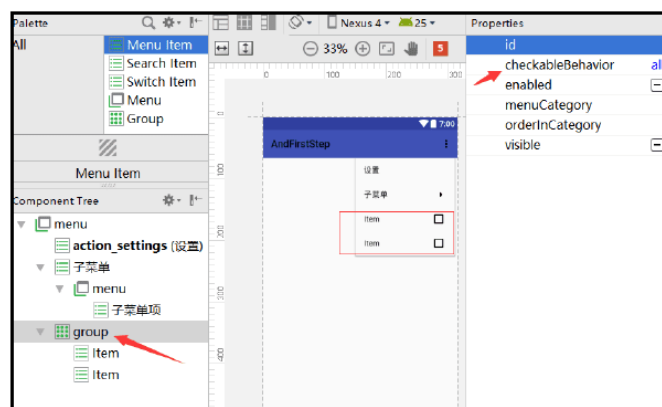 Palette
All
Menu Item
Search Item
Switch Item
Menu
Group
Menu Item
Component Tree
menu
action_settings (设置)
子菜单
menu
子菜单项
group
Item
Item
Nexus 4
25
33%
5
0
100
200
300
0
100
200
300
400
7:00
AndFirstStep
设置
子菜单
Item
Item
Properties
id
checkableBehavior
all
enabled
menuCategory
orderInCategory
visible